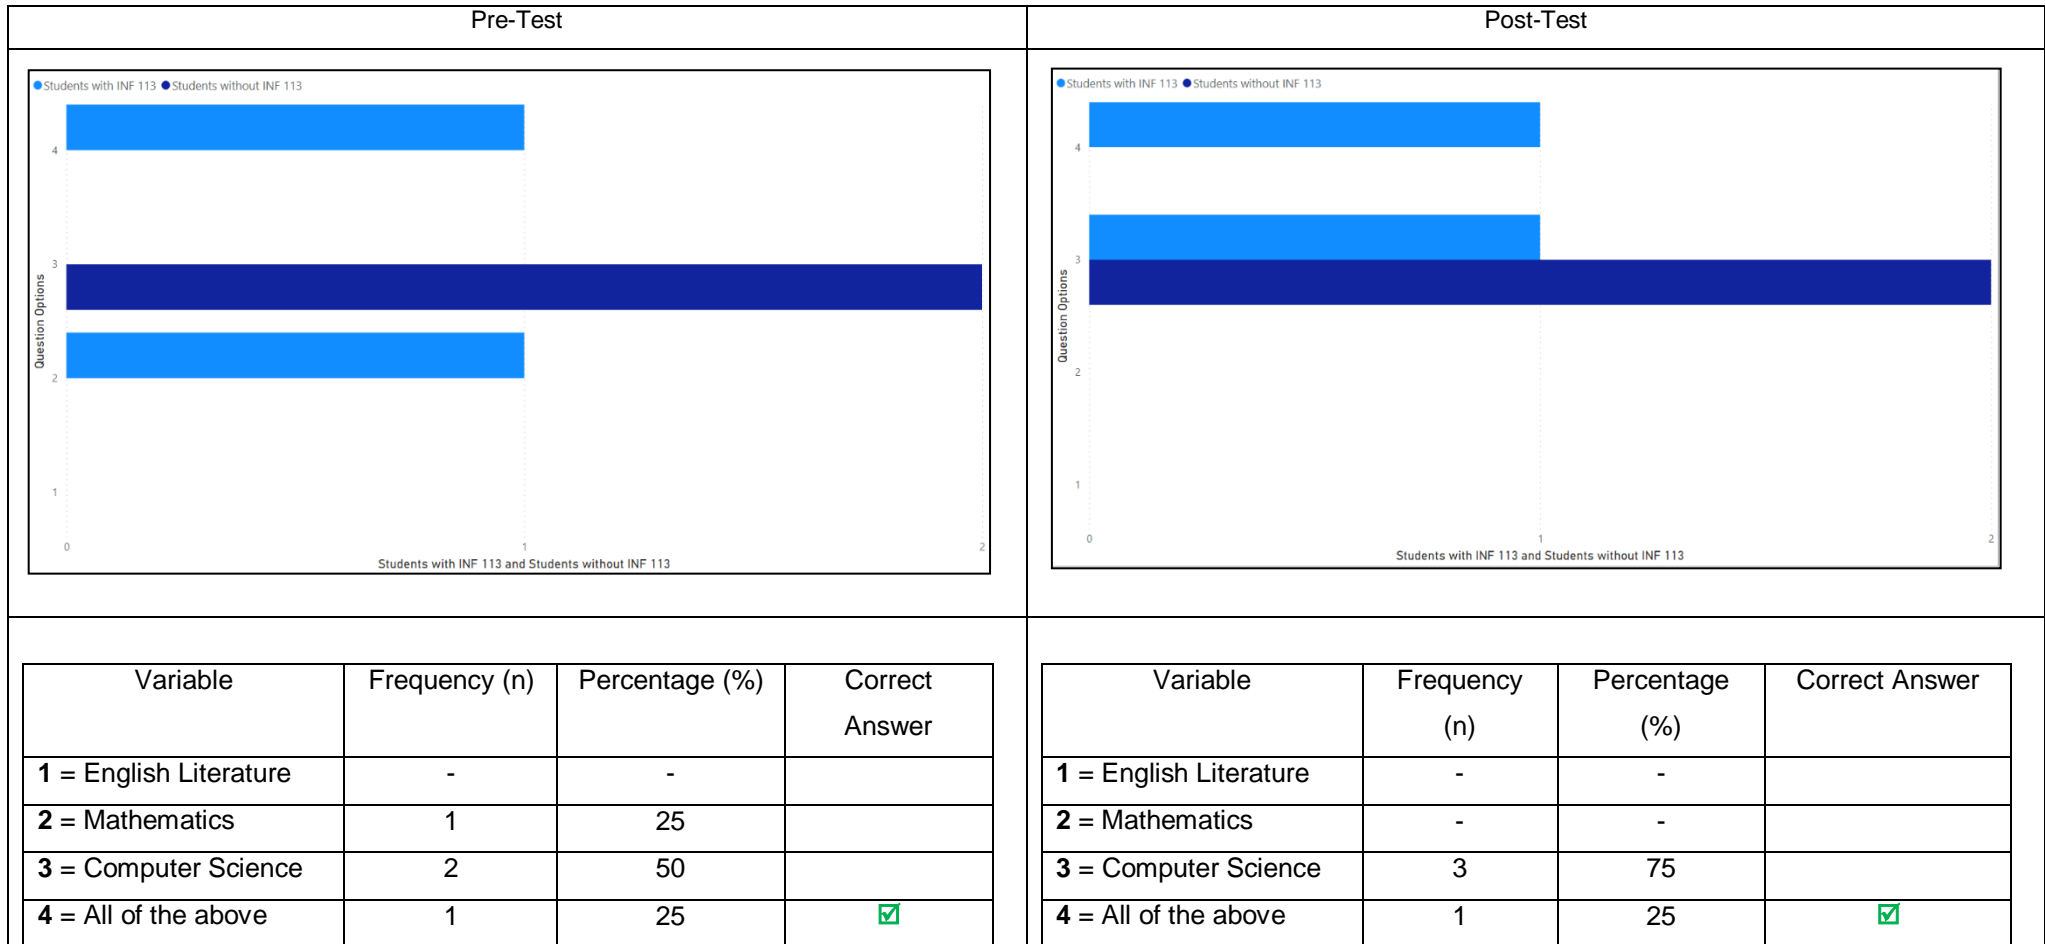 Pre-Test
Post-Test
Students with INF 113 Students without INF 113
4
3
2
1
Question Options
0 1 2
Students with INF 113 and Students without INF 113
Students with INF 113 Students without INF 113
4
3
2
1
Question Options
0 1 2
Students with INF 113 and Students without INF 113
Variable Frequency (n) Percentage (%) Correct
Answer
1 = English Literature - -
2 = Mathematics 1 25
3 = Computer Science 2 50
4 = All of the above 1 25 ☑
Variable Frequency Percentage Correct Answer
(n) (%)
1 = English Literature - -
2 = Mathematics - -
3 = Computer Science 3 75
4 = All of the above 1 25 ☑